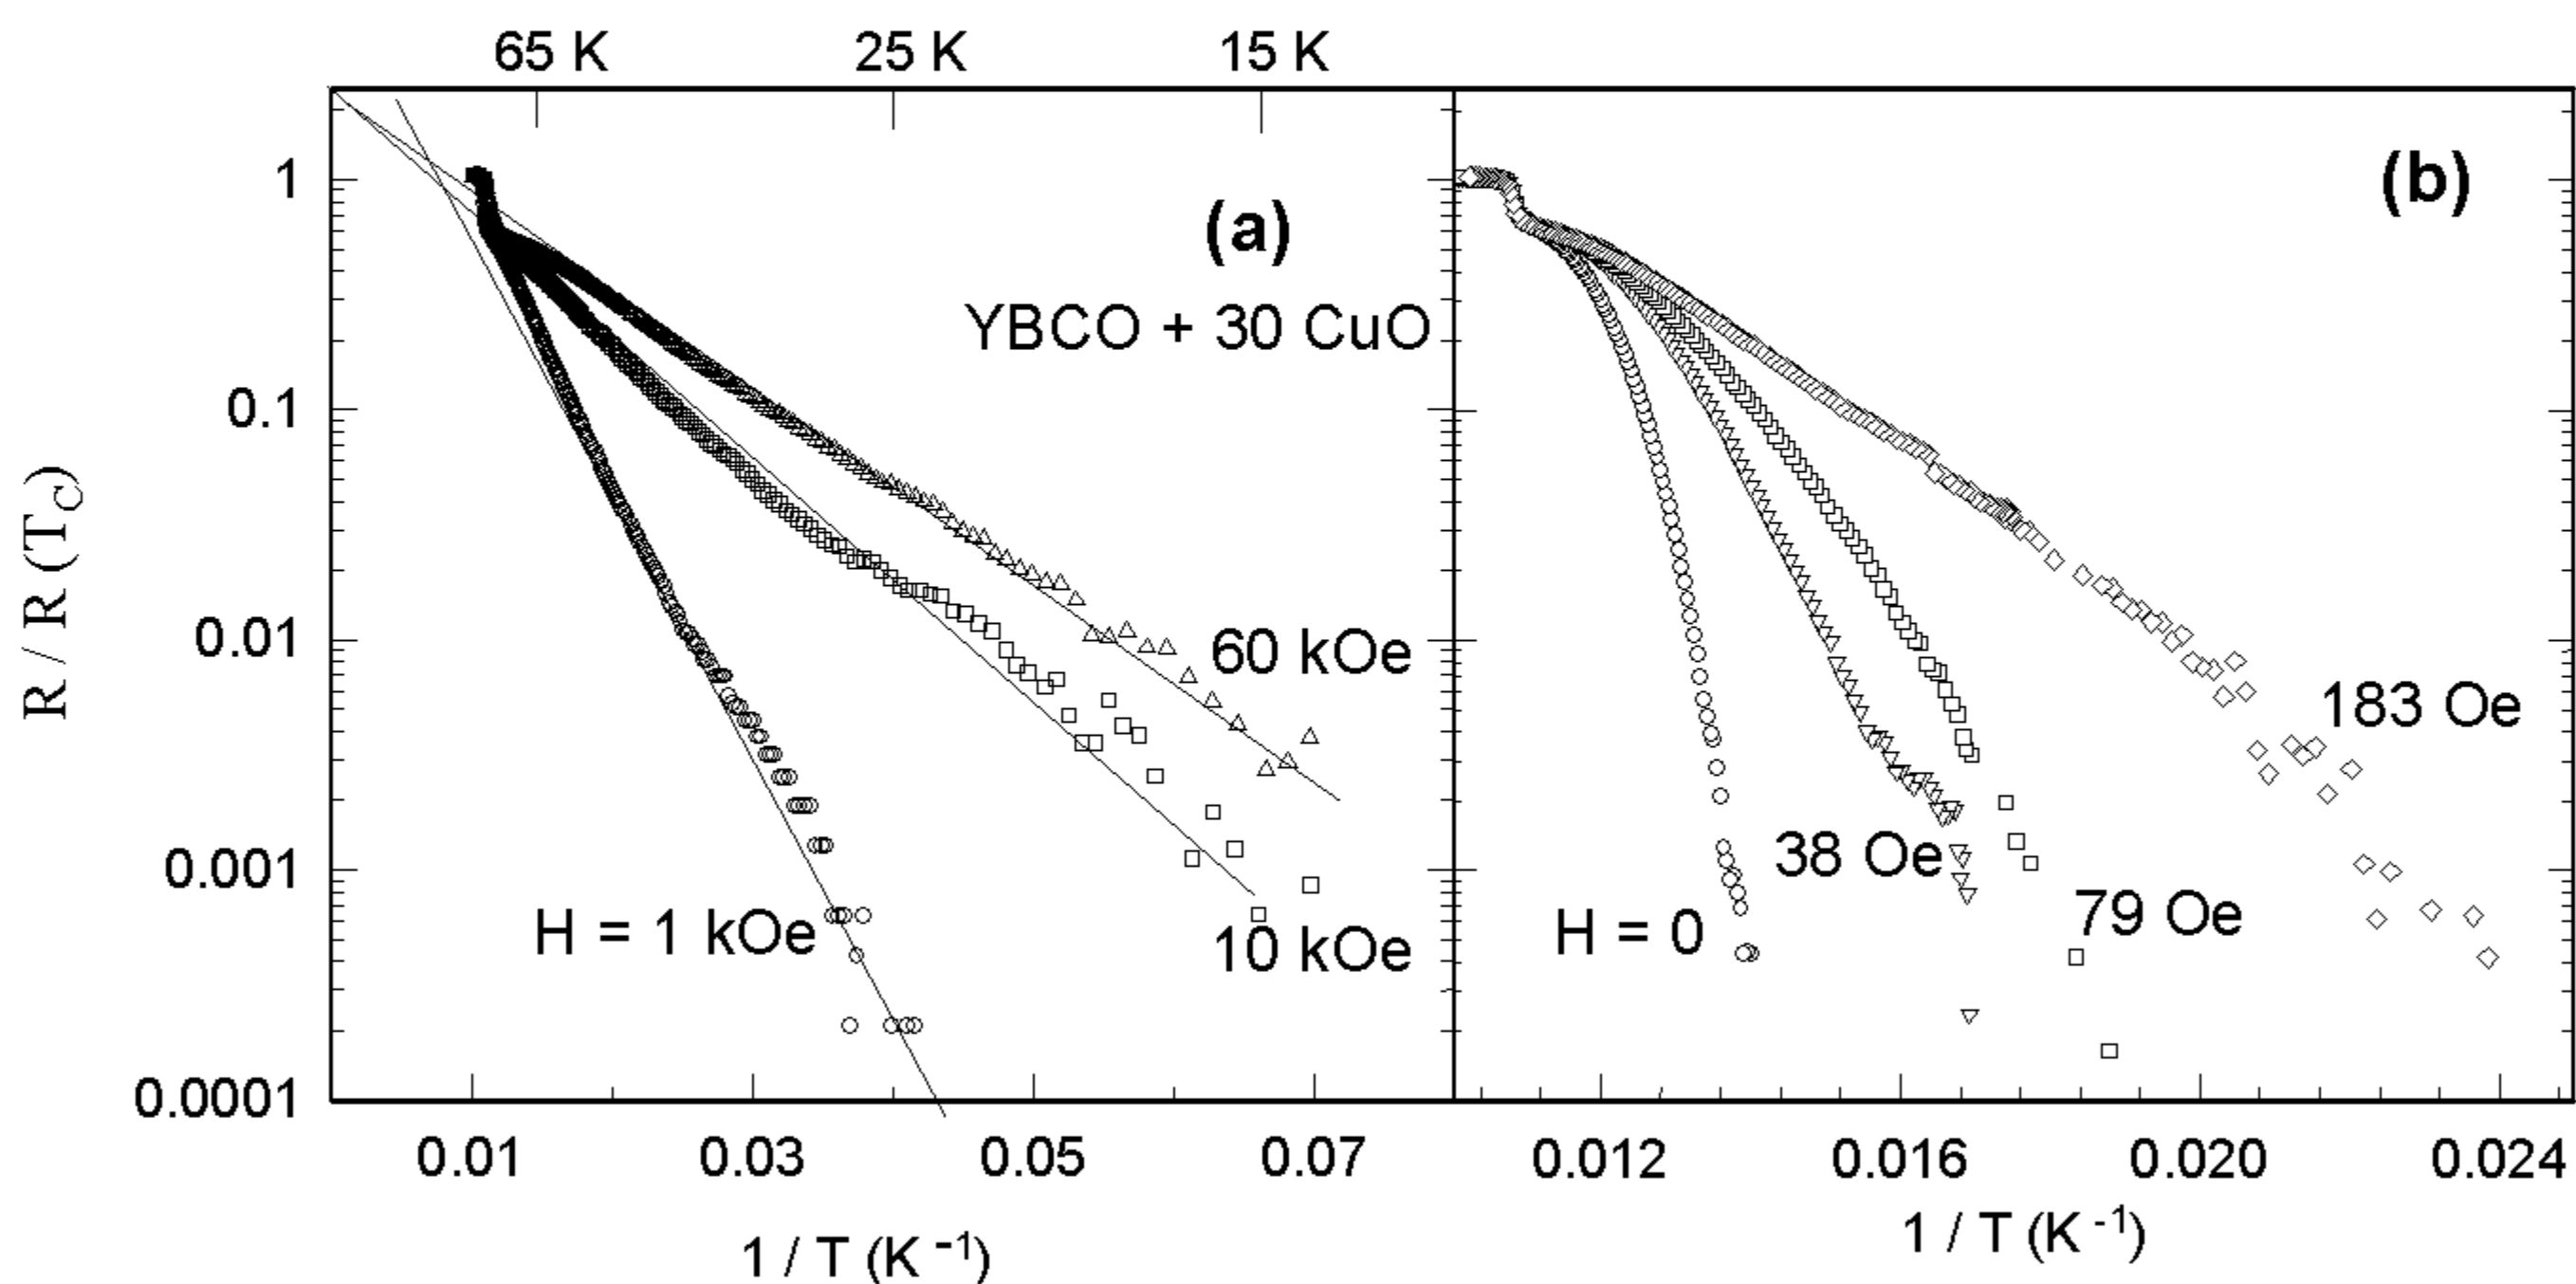 65 K 25 K 15 K
1
0.1
0.01
0.001
0.0001
R / R (T_C)
(a)
YBCO + 30 CuO
60 kOe
10 kOe
H = 1 kOe
0.01 0.03 0.05 0.07
1 / T (K⁻¹)
(b)
183 Oe
38 Oe
79 Oe
H = 0
0.012 0.016 0.020 0.024
1 / T (K⁻¹)